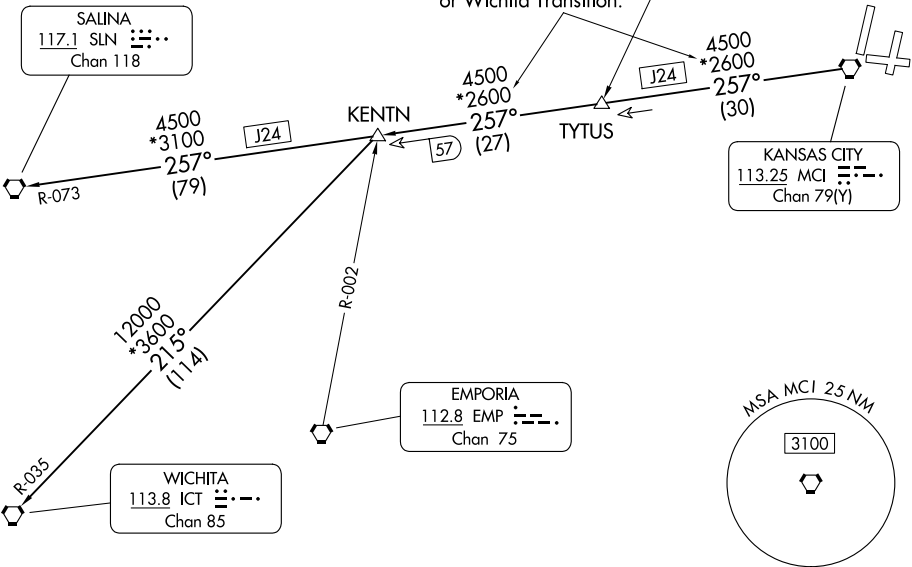 or Wichita Transition.
SALINA
117.1 SLN
Chan 118
4500
*2600
257°
(30)
J24
4500
*2600
257°
(27)
TYTUS
KENTN
57
4500
*3100
257°
(79)
J24
R-073
KANSAS CITY
113.25 MCI
Chan 79(Y)
R-002
12000
*3600
215°
(114)
R-035
EMPORIA
112.8 EMP
Chan 75
WICHITA
113.8 ICT
Chan 85
MSA MCI 25 NM
3100